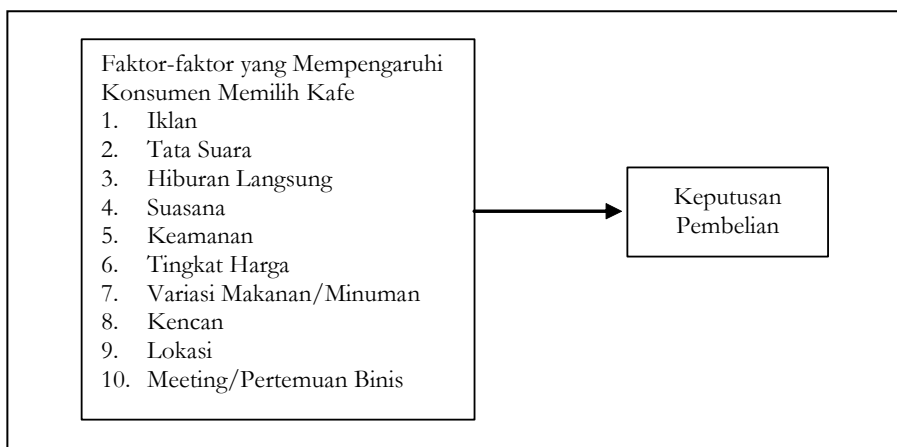 Faktor-faktor yang Mempengaruhi
Konsumen Memilih Kafe
1. Iklan
2. Tata Suara
3. Hiburan Langsung
4. Suasana
5. Keamanan
6. Tingkat Harga
7. Variasi Makanan/Minuman
8. Kencan
9. Lokasi
10. Meeting/Pertemuan Binis
Keputusan
Pembelian